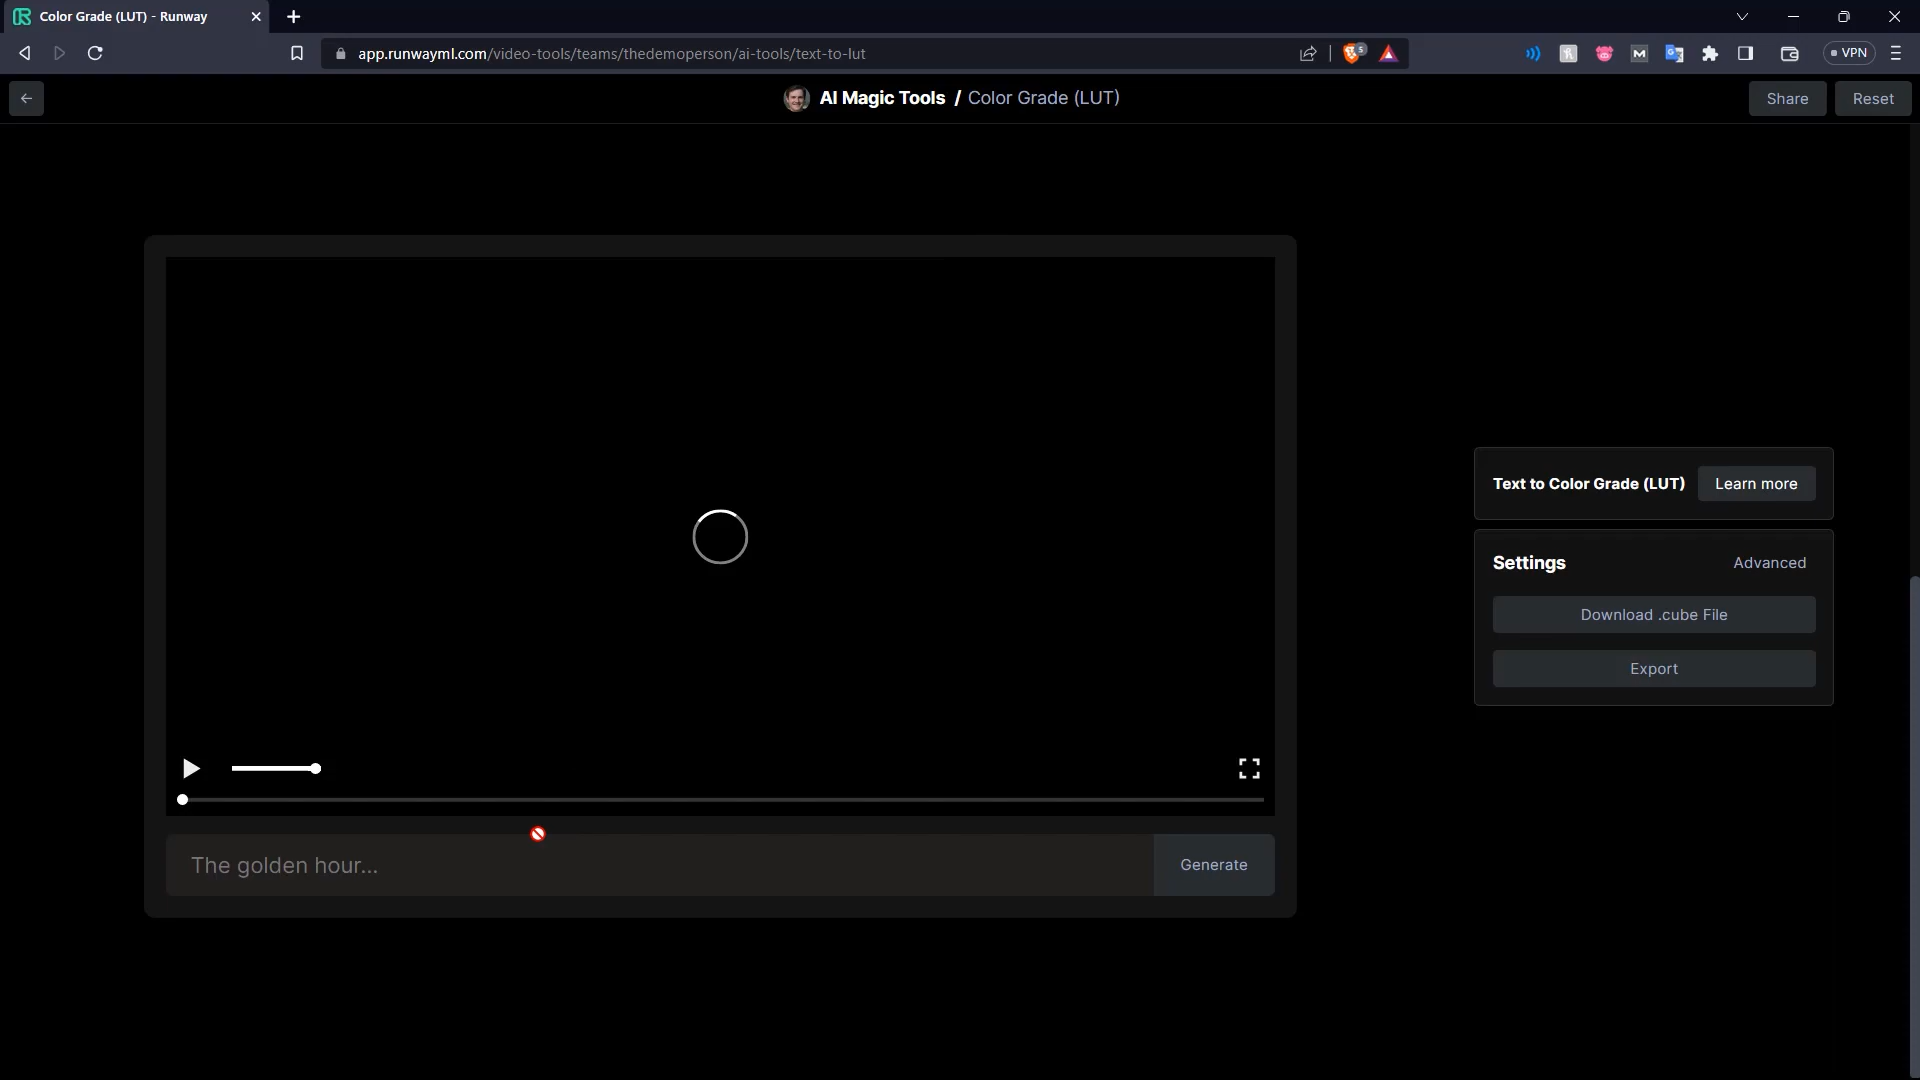 Color Grade (LUT) - Runway
app.runwayml.com/video-tools/teams/thedemoperson/ai-tools/text-to-lut
5
M
VPN
AI Magic Tools / Color Grade (LUT)
Share
Reset
Text to Color Grade (LUT)
Learn more
Settings
Advanced
Download .cube File
Export
The golden hour...
Generate